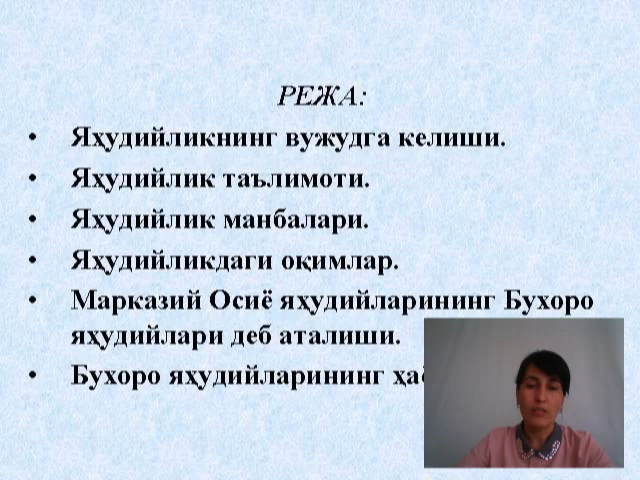 РЕЖА:
• Яҳудийликнинг вужудга келиши.
• Яҳудийлик таълимоти.
• Яҳудийлик манбалари.
• Яҳудийликдаги оқимлар.
• Марказий Осиё яҳудийларининг Бухоро
яҳудийлари деб аталиши.
• Бухоро яҳудийларининг